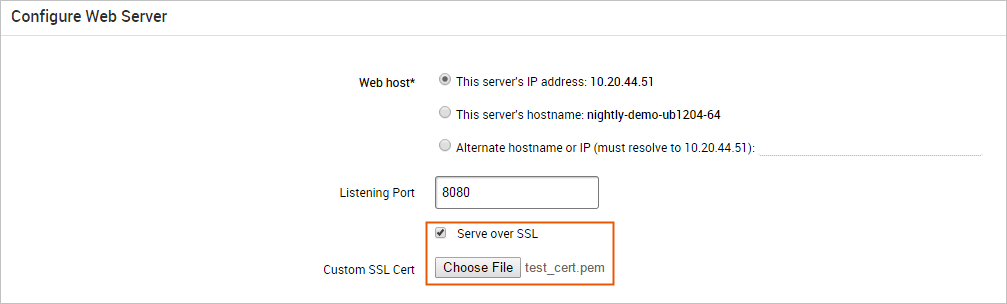 Configure Web Server
Web host* This server's IP address: 10.20.44.51
This server's hostname: nightly-demo-ub1204-64
Alternate hostname or IP (must resolve to 10.20.44.51):
Listening Port 8080
Serve over SSL
Custom SSL Cert Choose File test_cert.pem